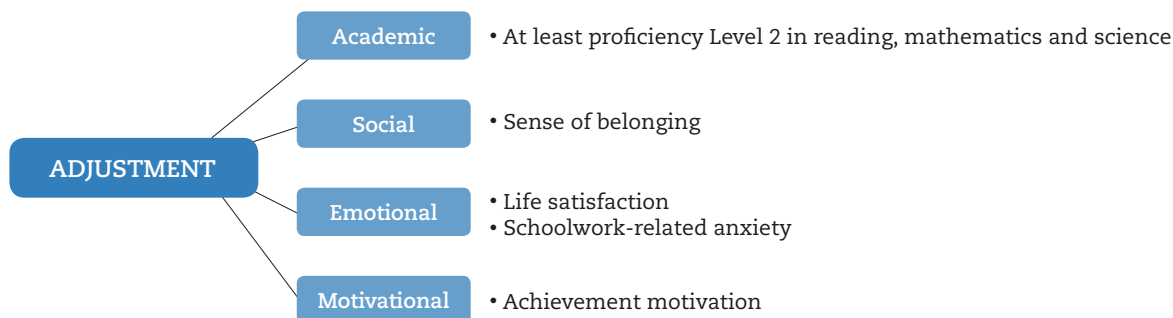 Academic
• At least proficiency Level 2 in reading, mathematics and science
Social
• Sense of belonging
ADJUSTMENT
Emotional
• Life satisfaction
• Schoolwork-related anxiety
Motivational
• Achievement motivation